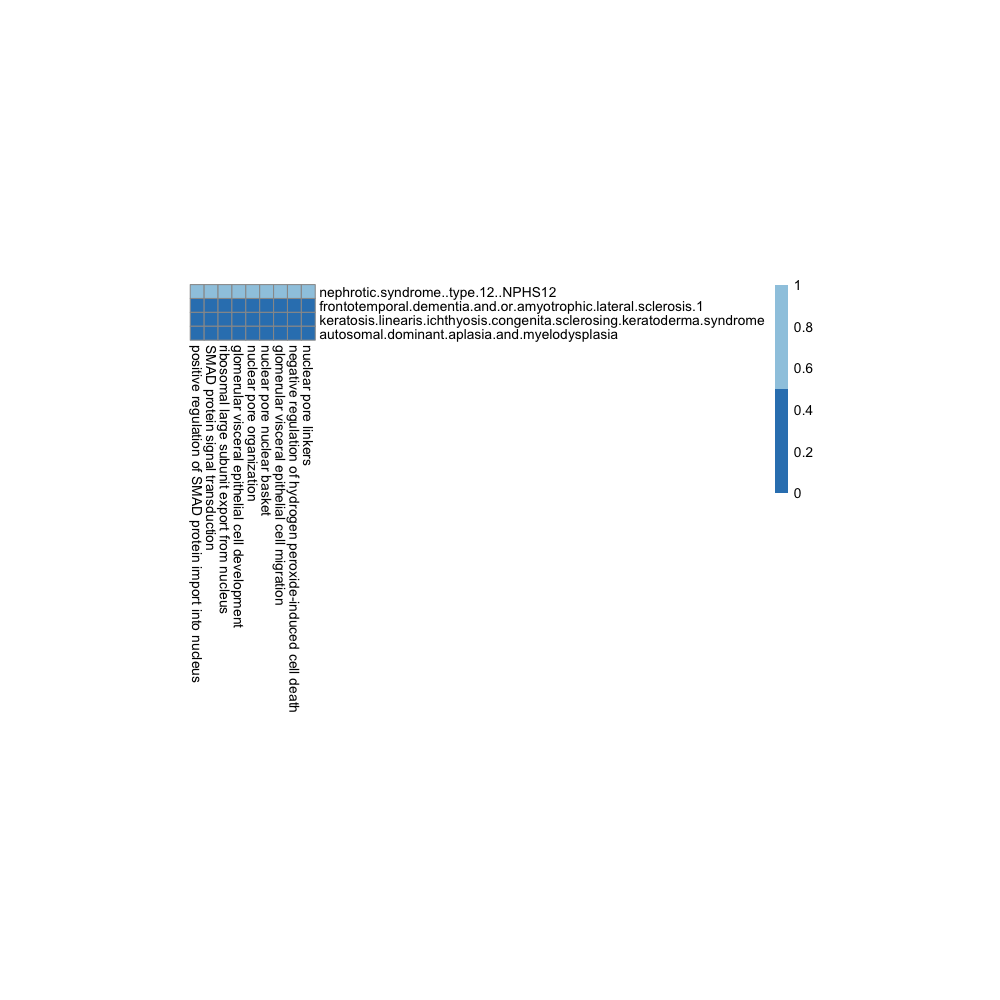 nephrotic.syndrome..type.12..NPHS12
frontotemporal.dementia.and.or.amyotrophic.lateral.sclerosis.1
keratosis.linearis.ichthyosis.congenita.sclerosing.keratoderma.syndrome
autosomal.dominant.aplasia.and.myelodysplasia
positive regulation of SMAD protein import into nucleus
SMAD protein signal transduction
ribosomal large subunit export from nucleus
glomerular visceral epithelial cell development
nuclear pore organization
nuclear pore nuclear basket
glomerular visceral epithelial cell migration
negative regulation of hydrogen peroxide-induced cell death
nuclear pore linkers
1
0.8
0.6
0.4
0.2
0